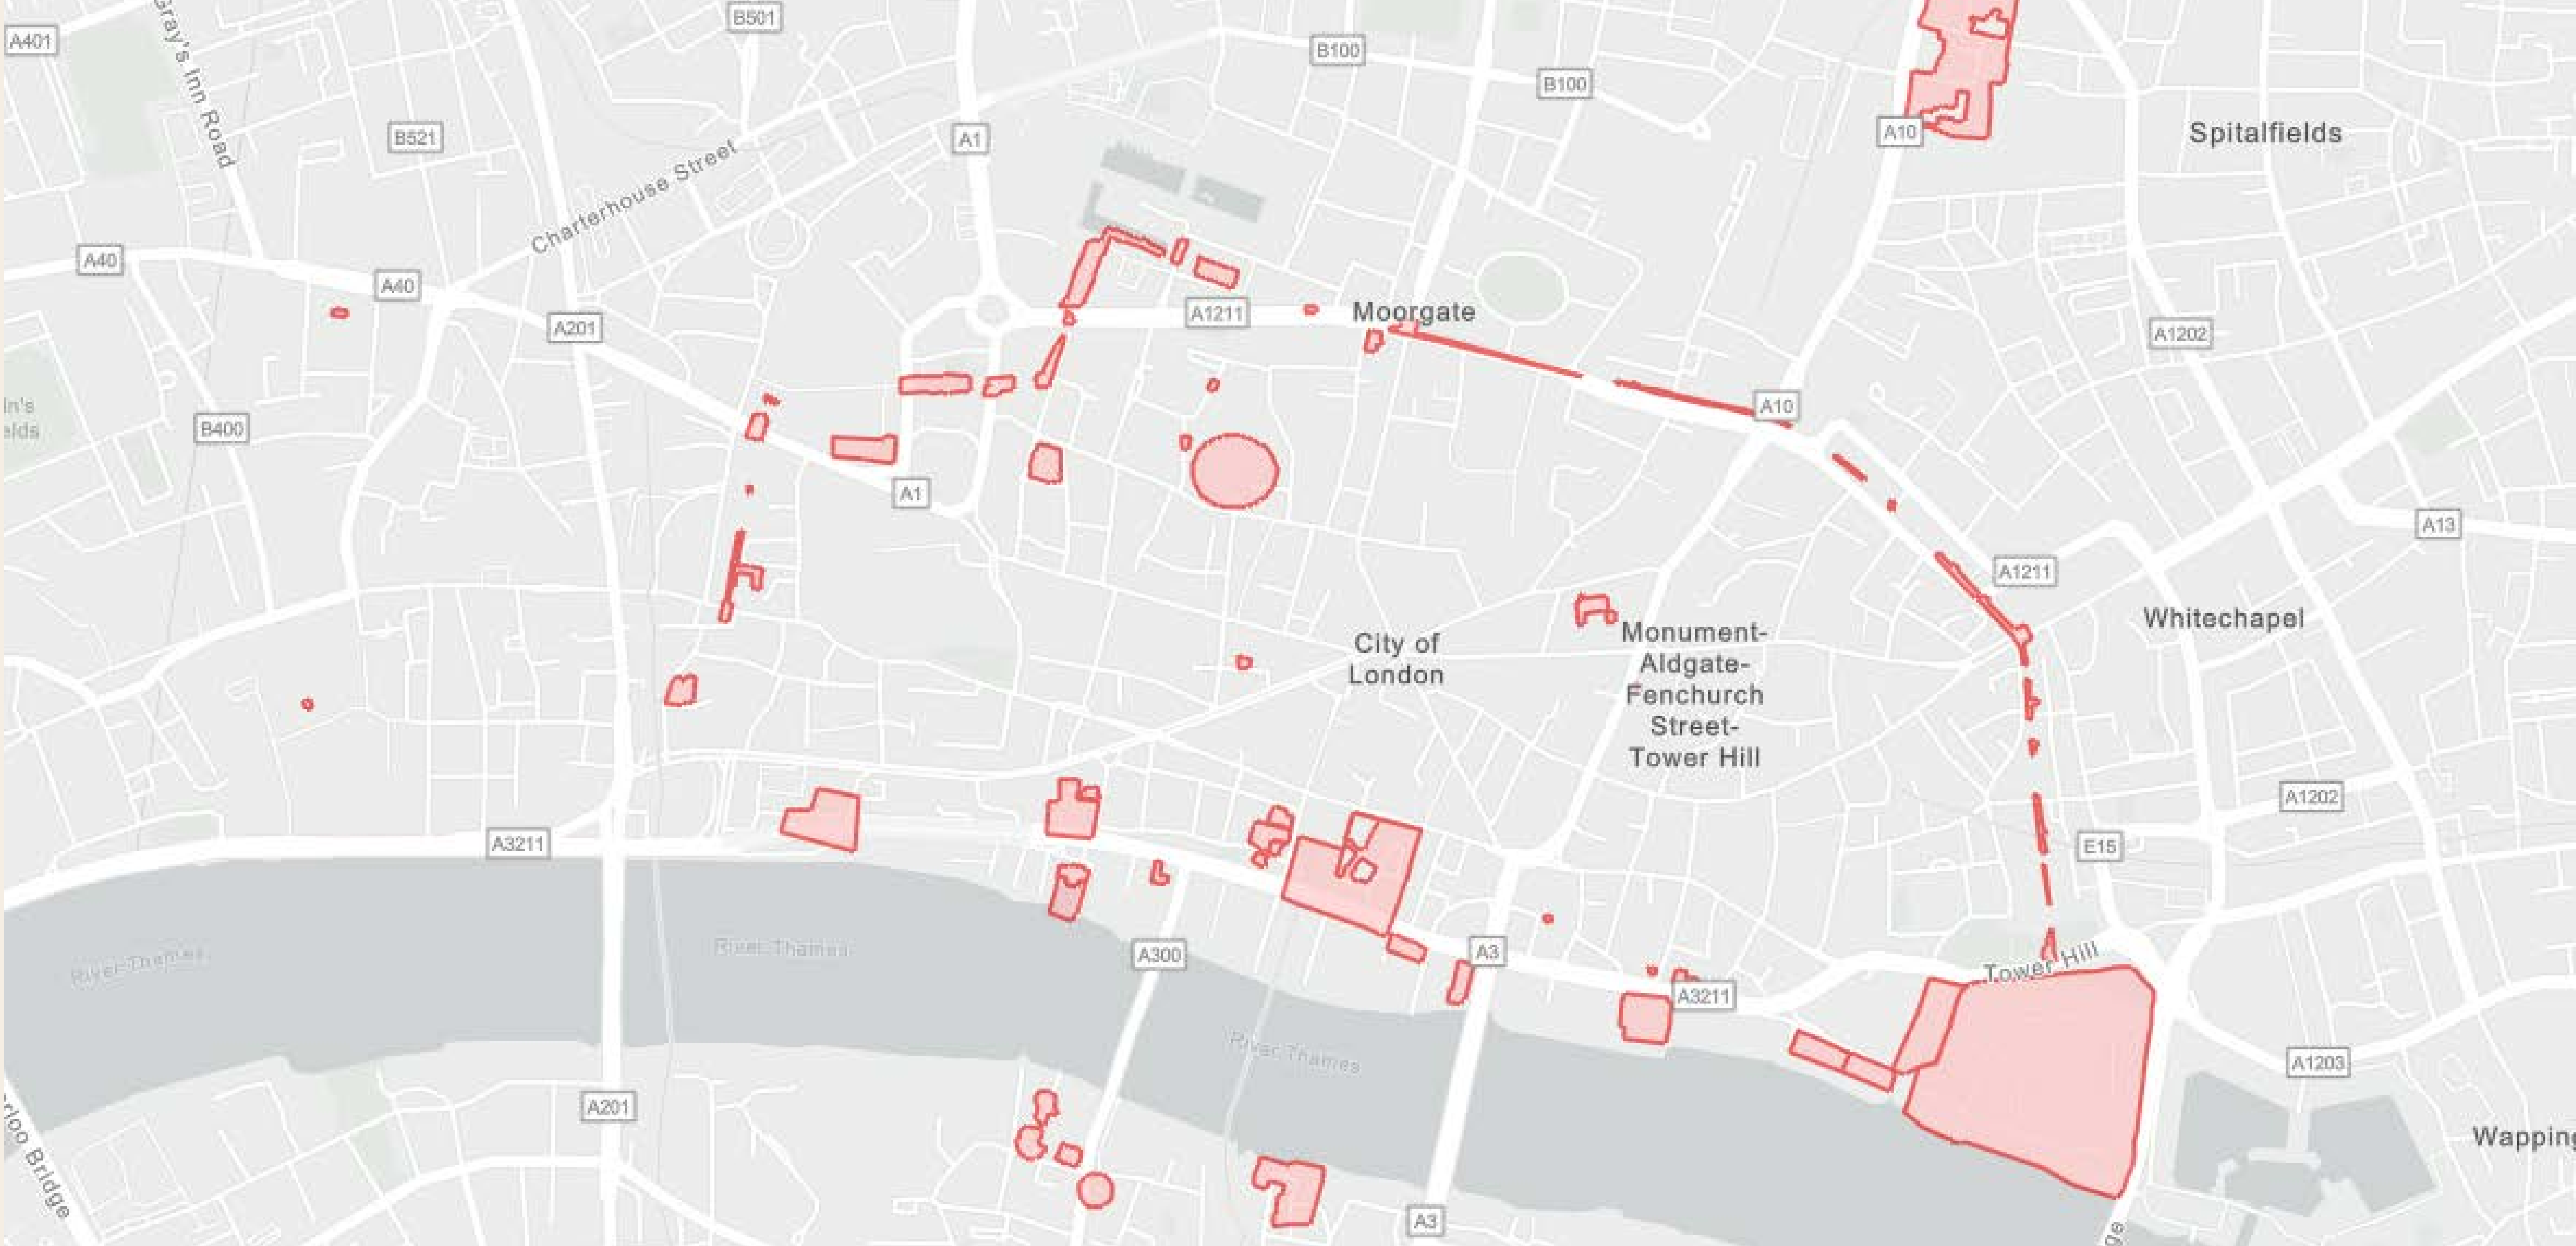 B501
A401
Gray's Inn Road
B100
B100
A1
A10
B521
Spitalfields
Charterhouse Street
A40
A40
A1211
Moorgate
A201
A1202
A10
B400
A1
A13
A1211
Whitechapel
City of
London
Monument-
Aldgate-
Fenchurch
Street-
Tower Hill
A1202
A3211
E15
River Thames
River Thames
A300
A3
Tower Hill
A3211
River Thames
A1203
A201
Bridge
A3